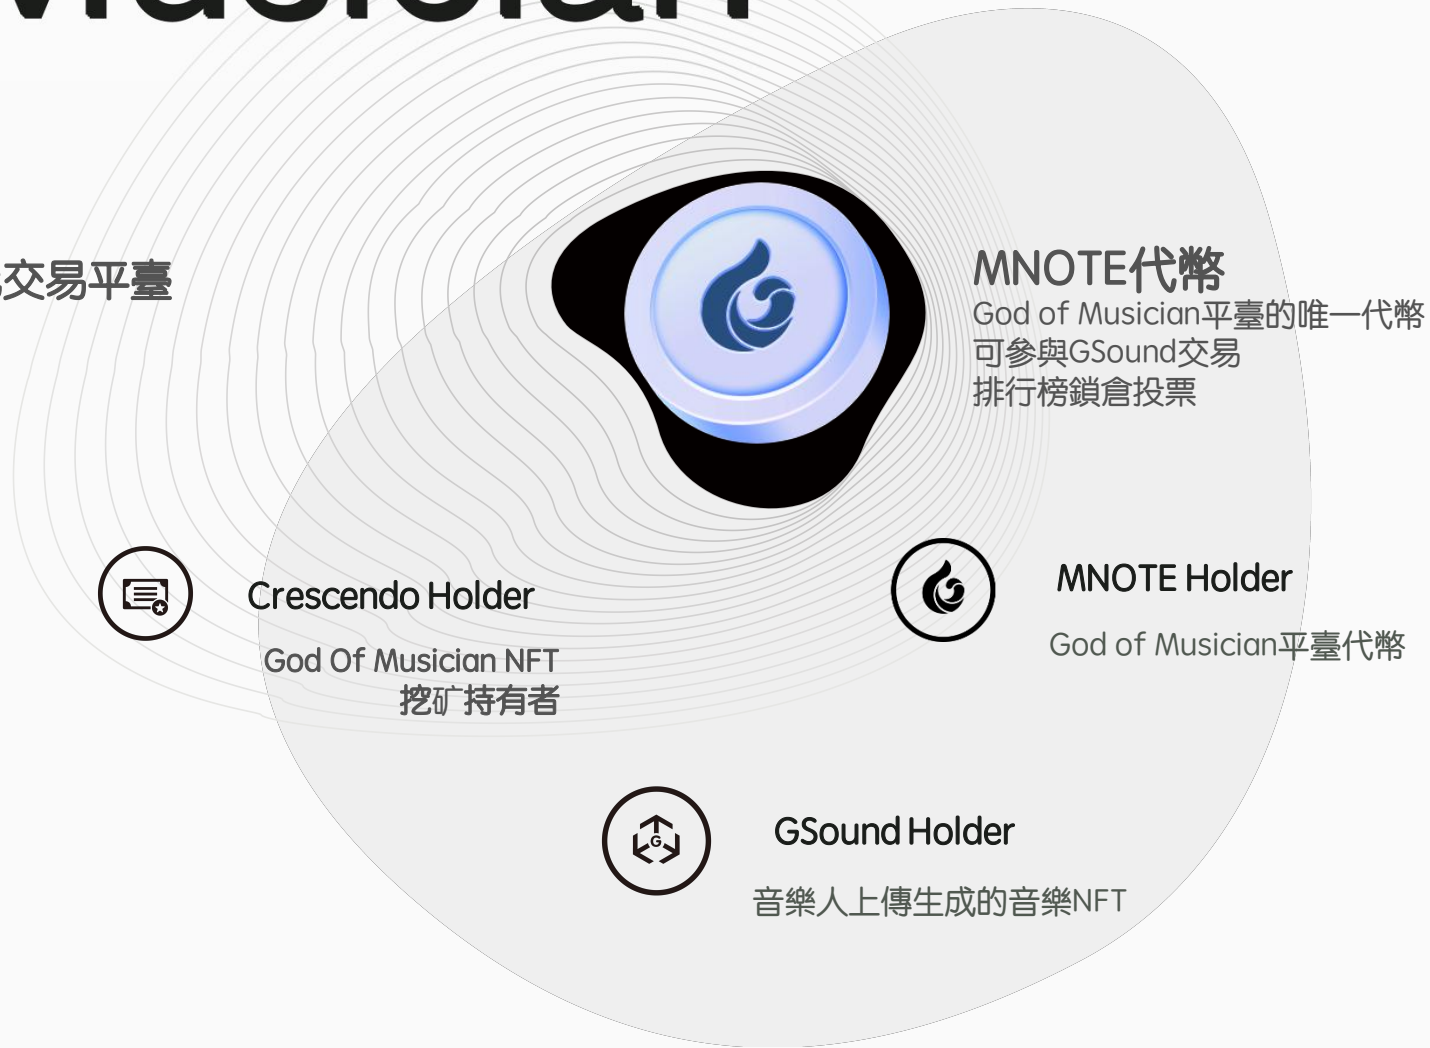 Musician
交易平臺
MNOTE代幣
God of Musician平臺的唯一代幣
可參與GSound交易
排行榜鎖倉投票
Crescendo Holder
God Of Musician NFT
挖矿持有者
MNOTE Holder
God of Musician平臺代幣
G
GSound Holder
音樂人上傳生成的音樂NFT